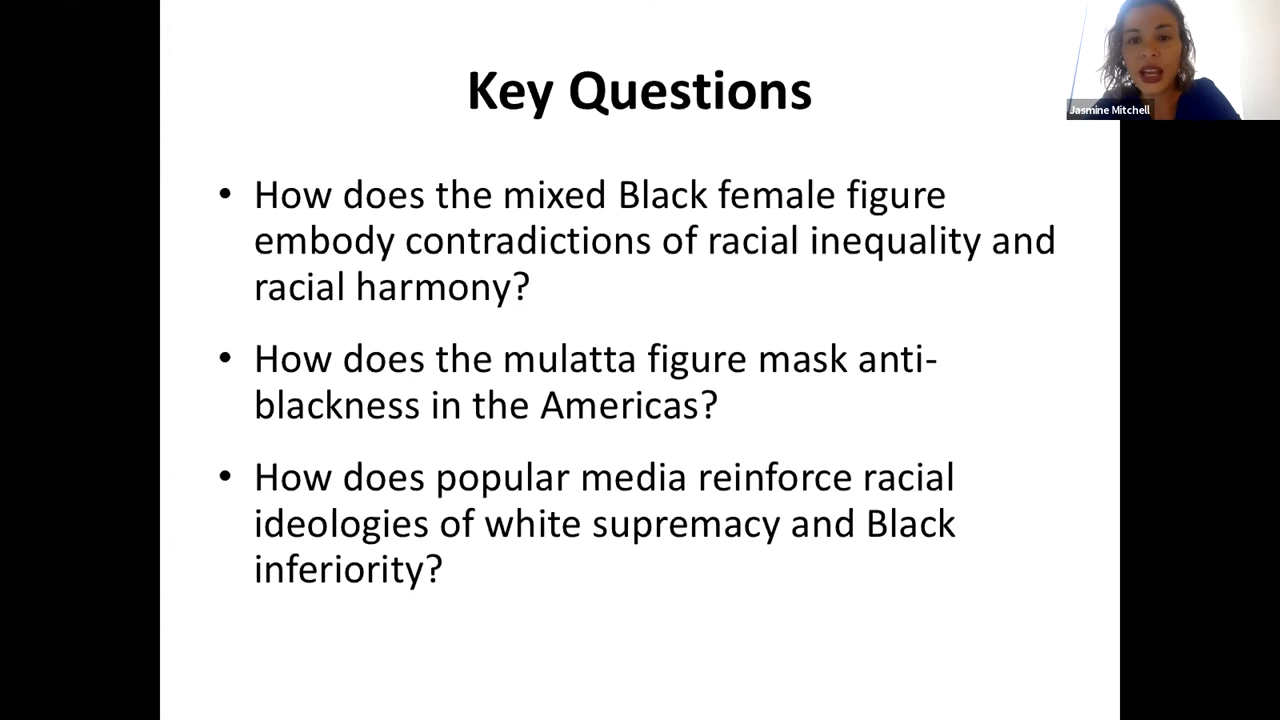 Key Questions
Jasmine Mitchell
• How does the mixed Black female figure
embody contradictions of racial inequality and
racial harmony?
• How does the mulatta figure mask anti-
blackness in the Americas?
• How does popular media reinforce racial
ideologies of white supremacy and Black
inferiority?